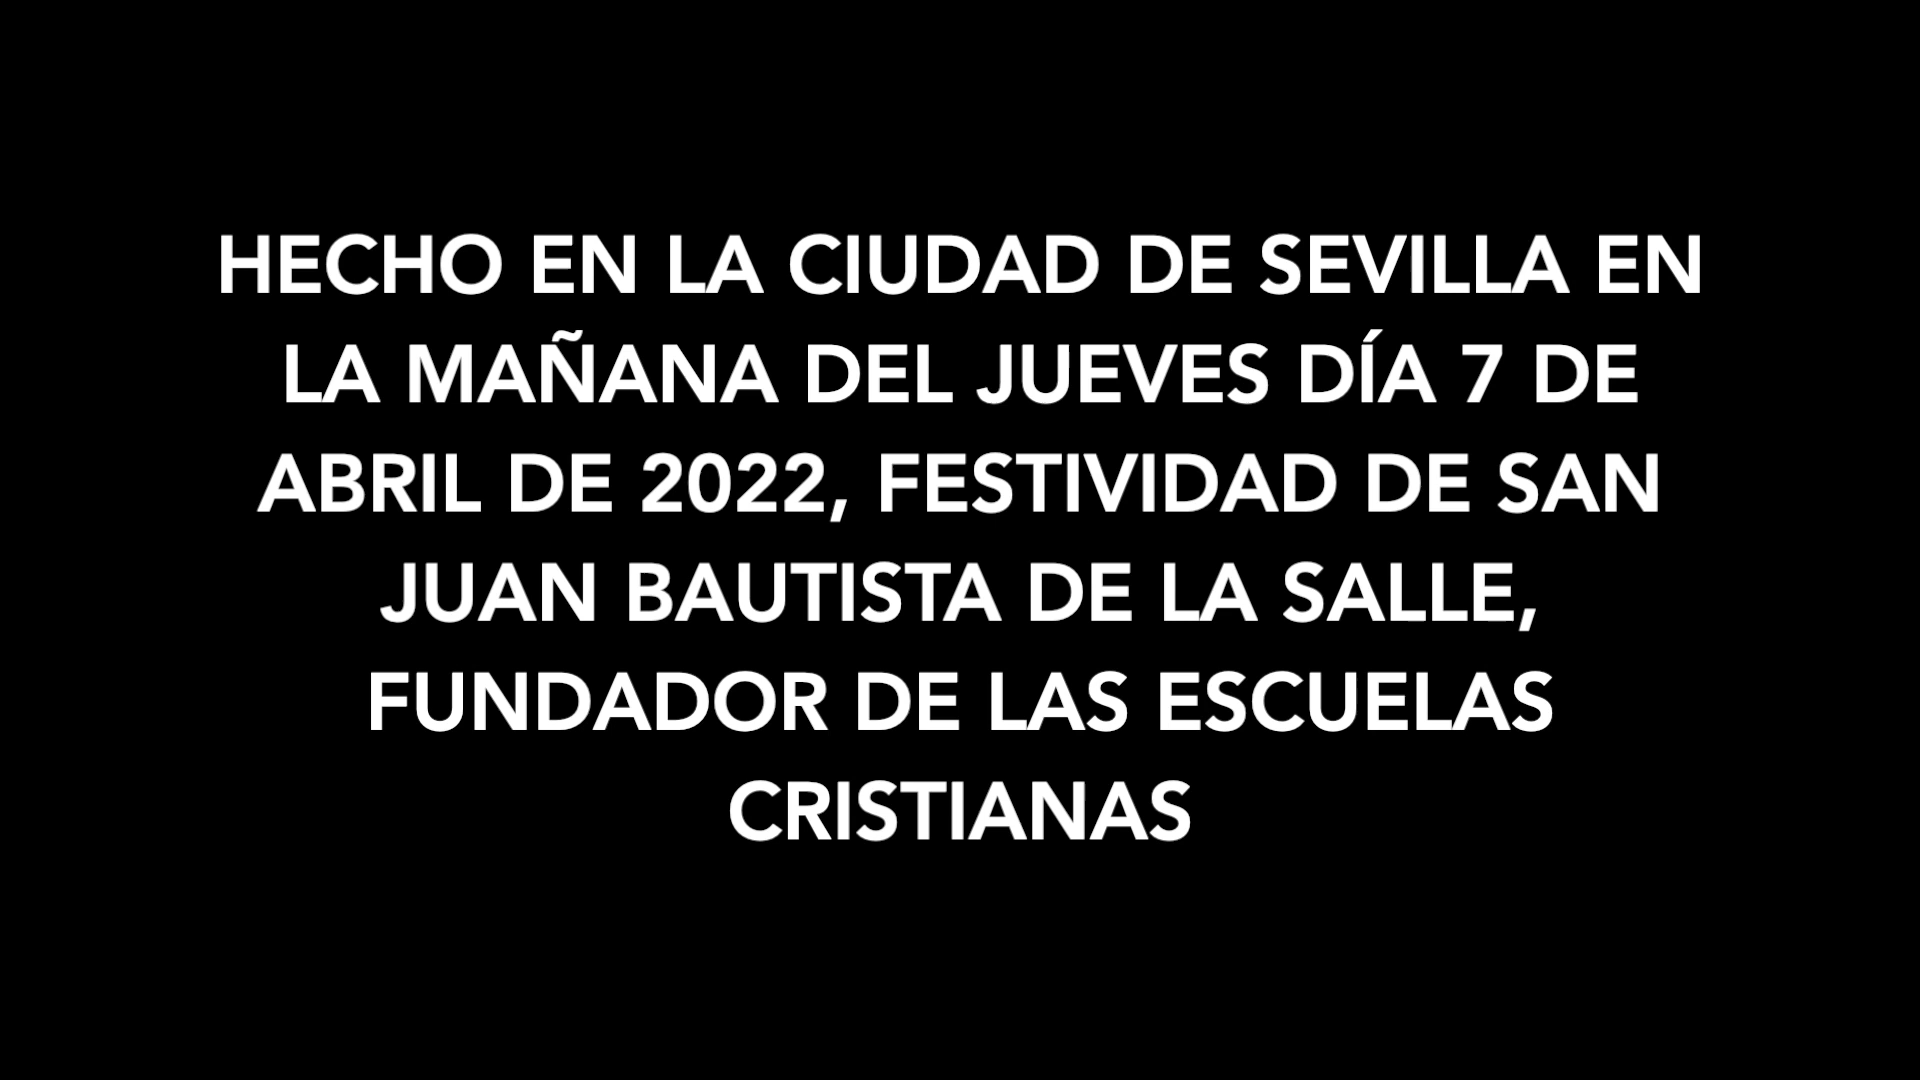 HECHO EN LA CIUDAD DE SEVILLA EN
LA MAÑANA DEL JUEVES DÍA 7 DE
ABRIL DE 2022, FESTIVIDAD DE SAN
JUAN BAUTISTA DE LA SALLE,
FUNDADOR DE LAS ESCUELAS
CRISTIANAS